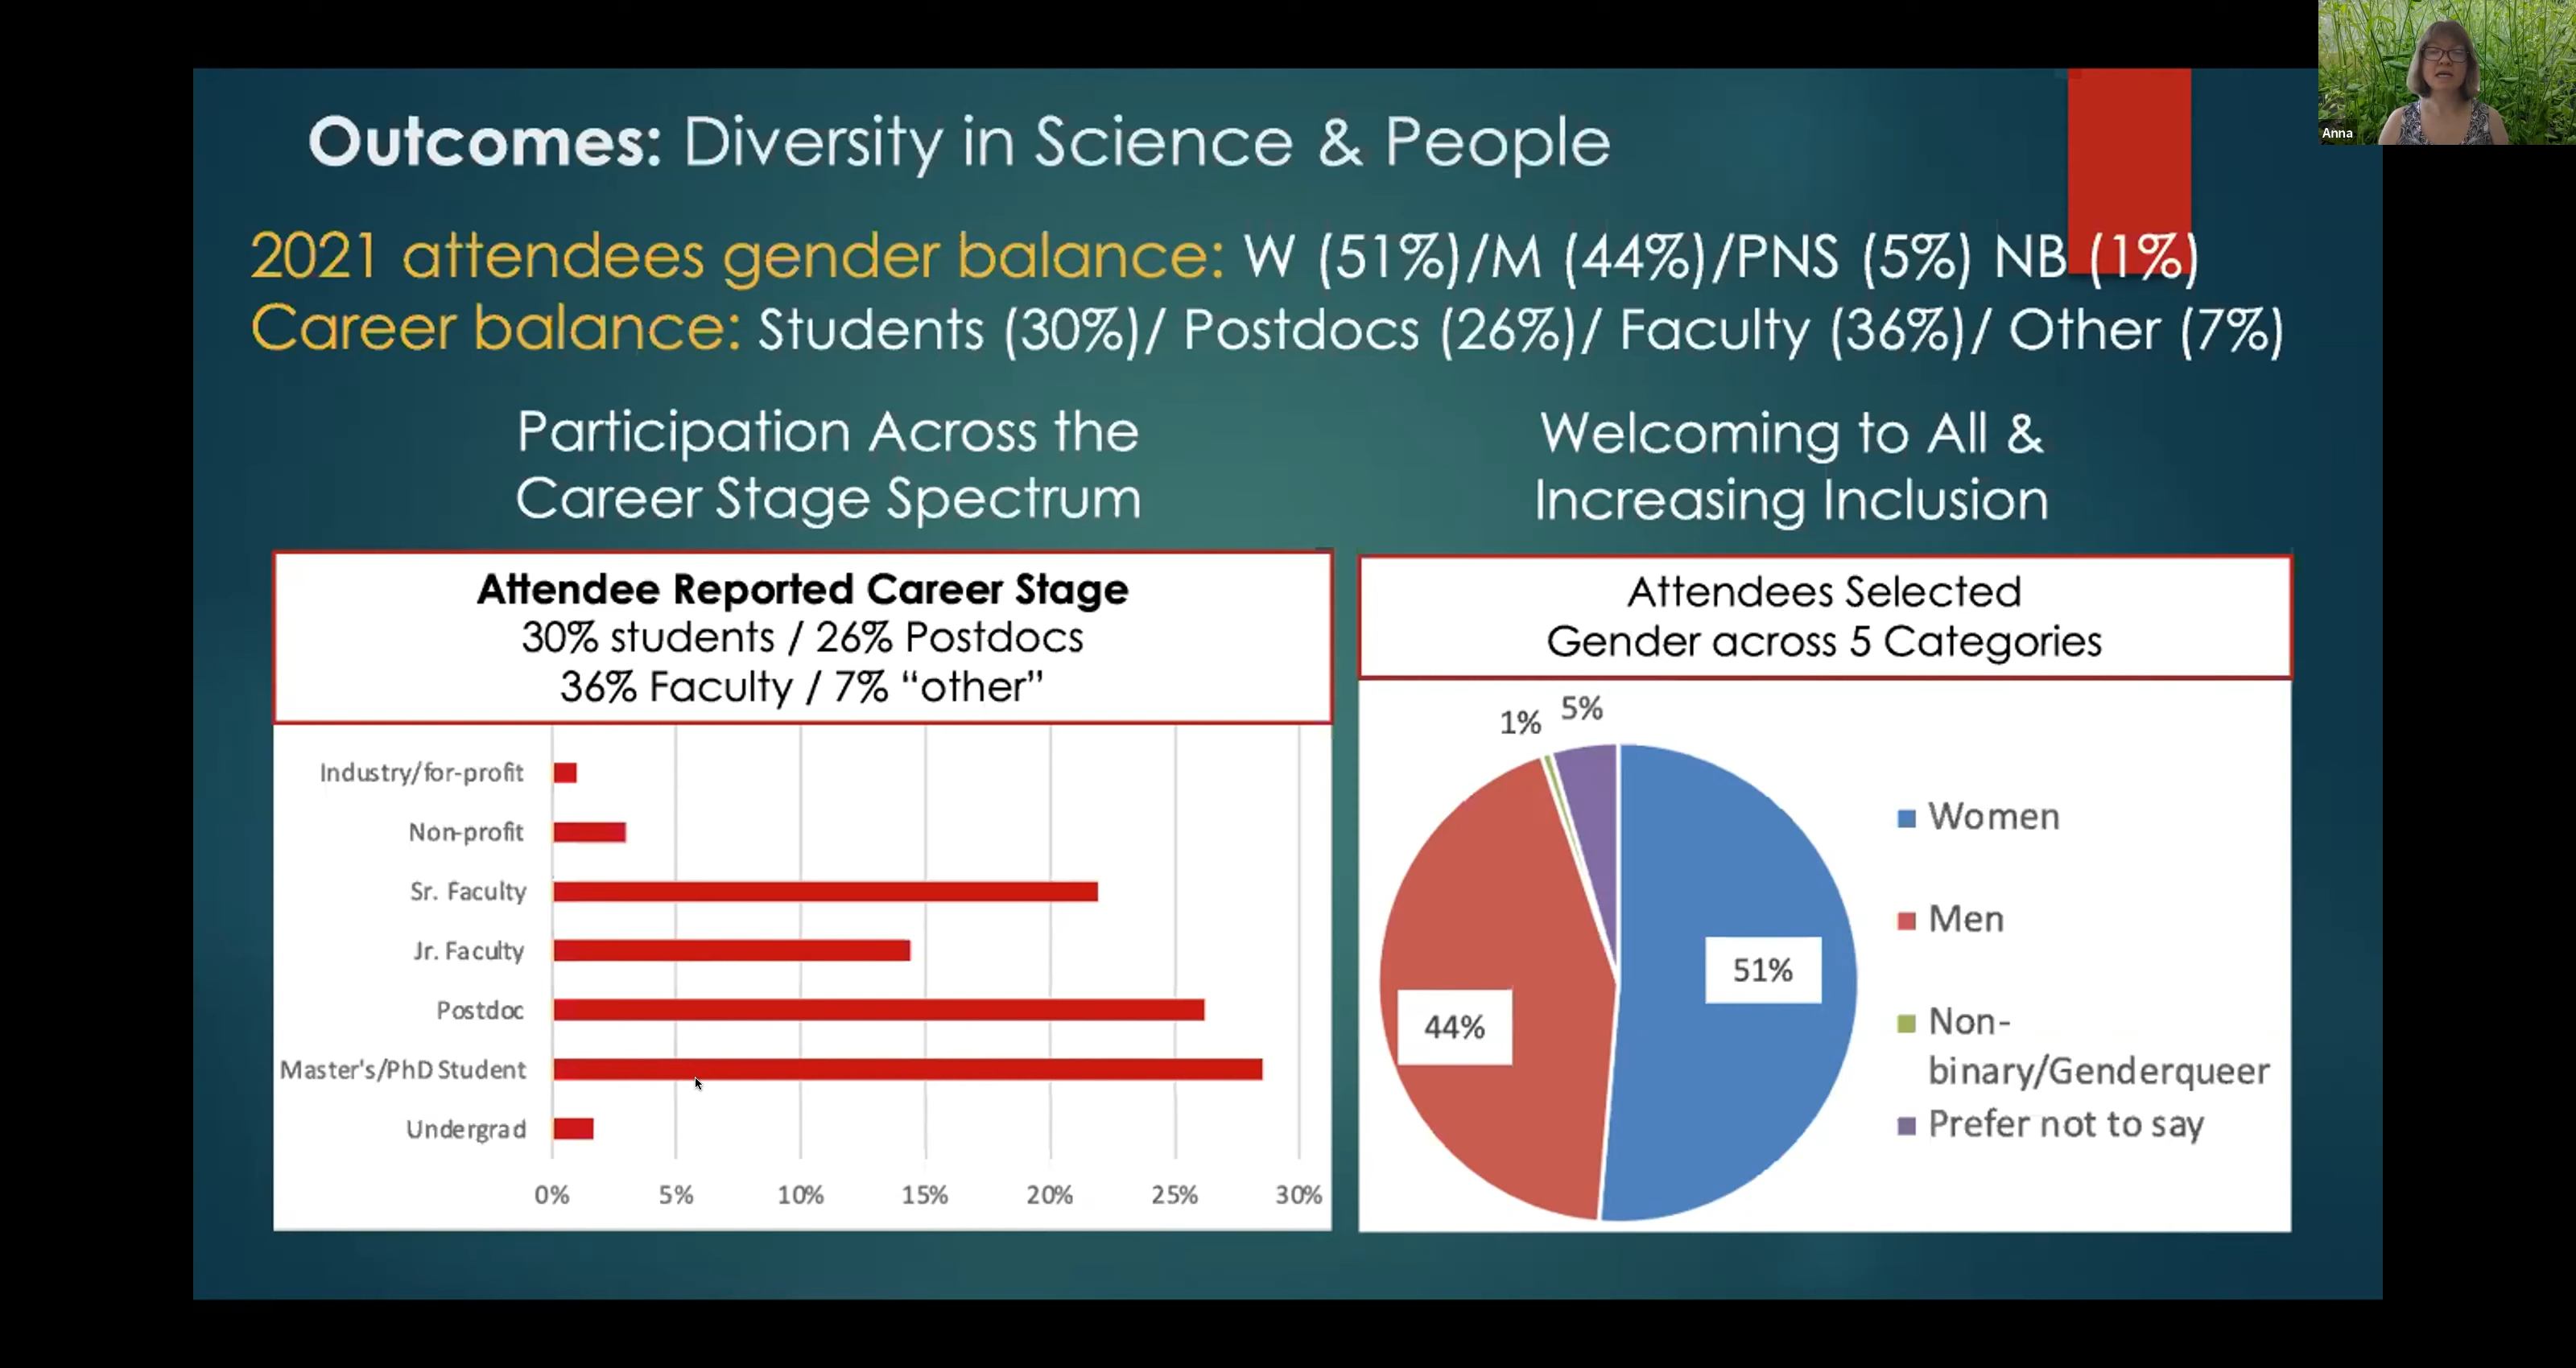 Anna
Outcomes: Diversity in Science & People
2021 attendees gender balance: W (51%)/M (44%)/PNS (5%) NB (1%)
Career balance: Students (30%)/ Postdocs (26%)/ Faculty (36%)/ Other (7%)
Participation Across the
Career Stage Spectrum
Attendee Reported Career Stage
30% students / 26% Postdocs
36% Faculty / 7% “other”
Industry/for-profit
Non-profit
Sr. Faculty
Jr. Faculty
Postdoc
Master's/PhD Student
Undergrad
0% 5% 10% 15% 20% 25% 30%
Welcoming to All &
Increasing Inclusion
Attendees Selected
Gender across 5 Categories
1% 5%
51%
44%
Women
Men
Non-
binary/Genderqueer
Prefer not to say